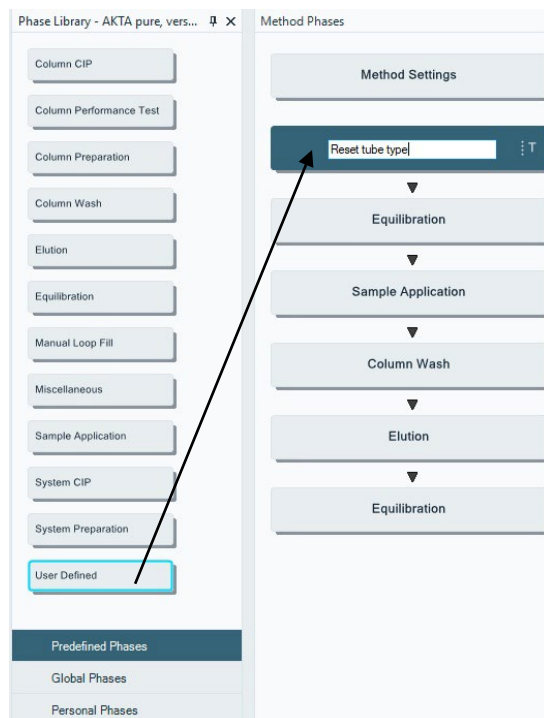 Phase Library - AKTA pure, vers...
Column CIP
Column Performance Test
Column Preparation
Column Wash
Elution
Equilibration
Manual Loop Fill
Miscellaneous
Sample Application
System CIP
System Preparation
User Defined
Predefined Phases
Global Phases
Personal Phases
Method Phases
Method Settings
Reset tube type
T
Equilibration
Sample Application
Column Wash
Elution
Equilibration